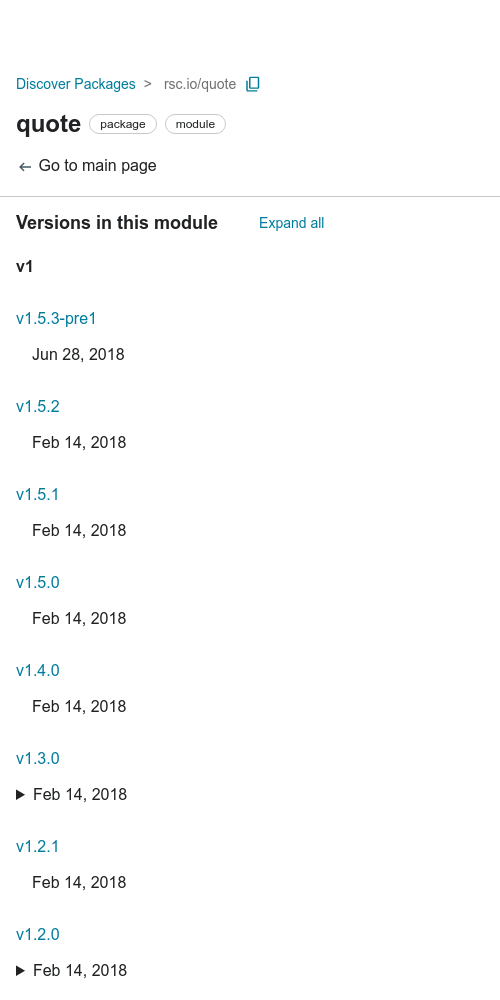 Discover Packages > rsc.io/quote
quote package module
← Go to main page
Versions in this module Expand all
v1
v1.5.3-pre1
Jun 28, 2018
v1.5.2
Feb 14, 2018
v1.5.1
Feb 14, 2018
v1.5.0
Feb 14, 2018
v1.4.0
Feb 14, 2018
v1.3.0
▶ Feb 14, 2018
v1.2.1
Feb 14, 2018
v1.2.0
▶ Feb 14, 2018